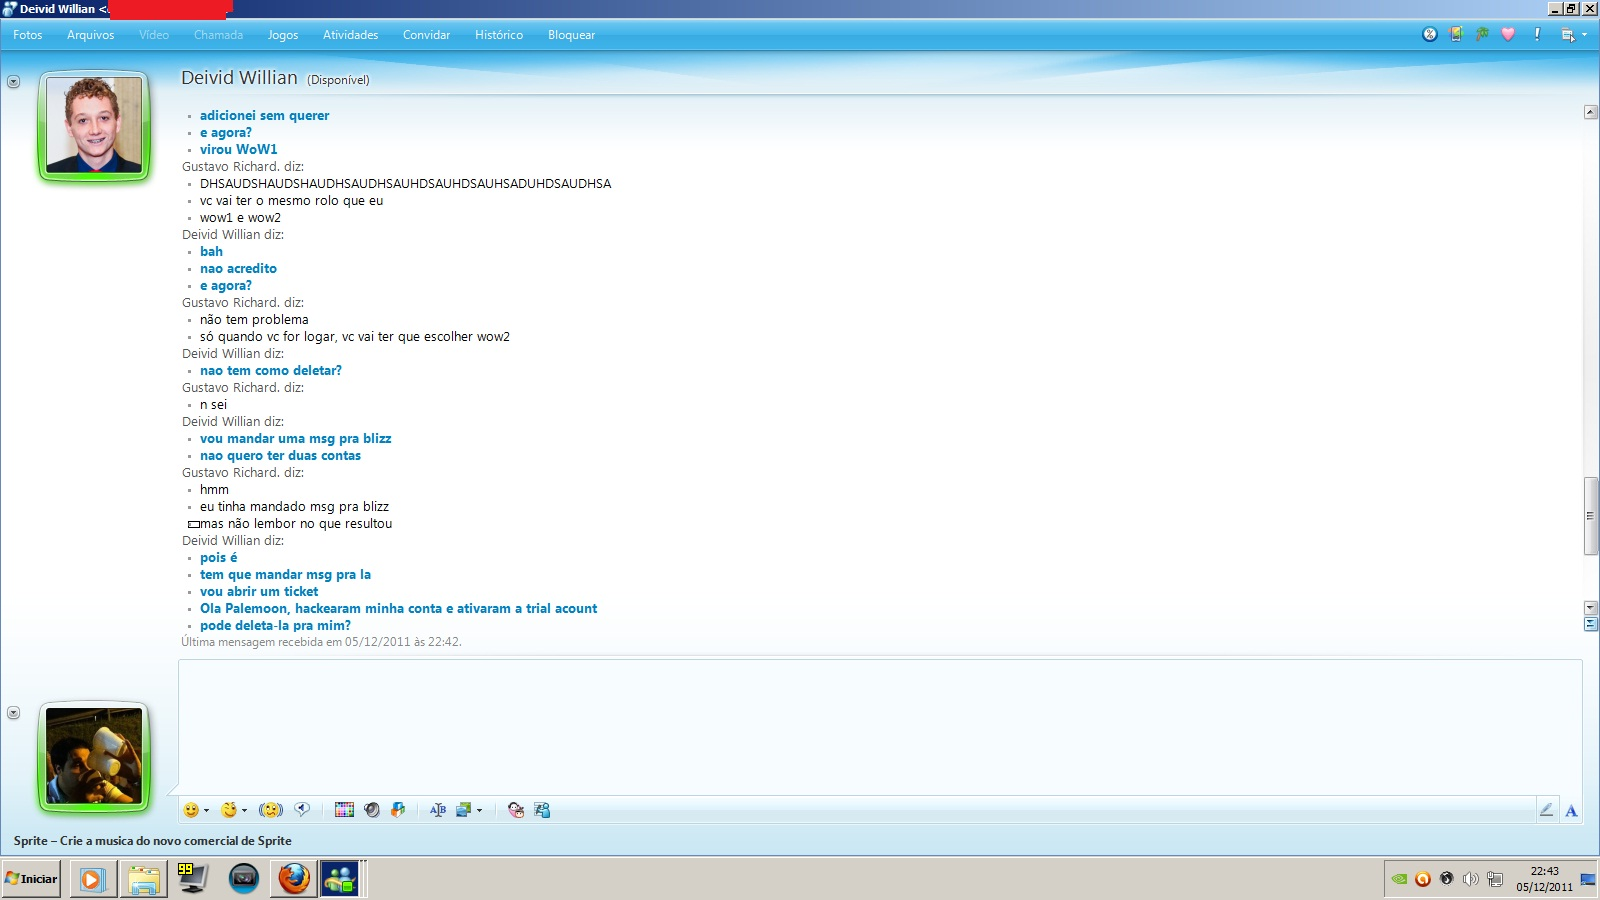 Deivid Willian <
Fotos Arquivos Vídeo Chamada Jogos Atividades Convidar Histórico Bloquear
Deivid Willian (Disponível)
adicionei sem querer
e agora?
virou WoW1
Gustavo Richard. diz:
DHSAUDSHAUDSHAUDHSAUDHSAUHDSAUHDSAUHSADUHDSAUDHSA
vc vai ter o mesmo rolo que eu
wow1 e wow2
Deivid Willian diz:
bah
nao acredito
e agora?
Gustavo Richard. diz:
não tem problema
só quando vc for logar, vc vai ter que escolher wow2
Deivid Willian diz:
nao tem como deletar?
Gustavo Richard. diz:
n sei
Deivid Willian diz:
vou mandar uma msg pra blizz
nao quero ter duas contas
Gustavo Richard. diz:
hmm
eu tinha mandado msg pra blizz
mas não lembor no que resultou
Deivid Willian diz:
pois é
tem que mandar msg pra la
vou abrir um ticket
Ola Palemoon, hackearam minha conta e ativaram a trial acount
pode deleta-la pra mim?
Última mensagem recebida em 05/12/2011 às 22:42.
Sprite – Crie a musica do novo comercial de Sprite
Iniciar
99
22:43
05/12/2011